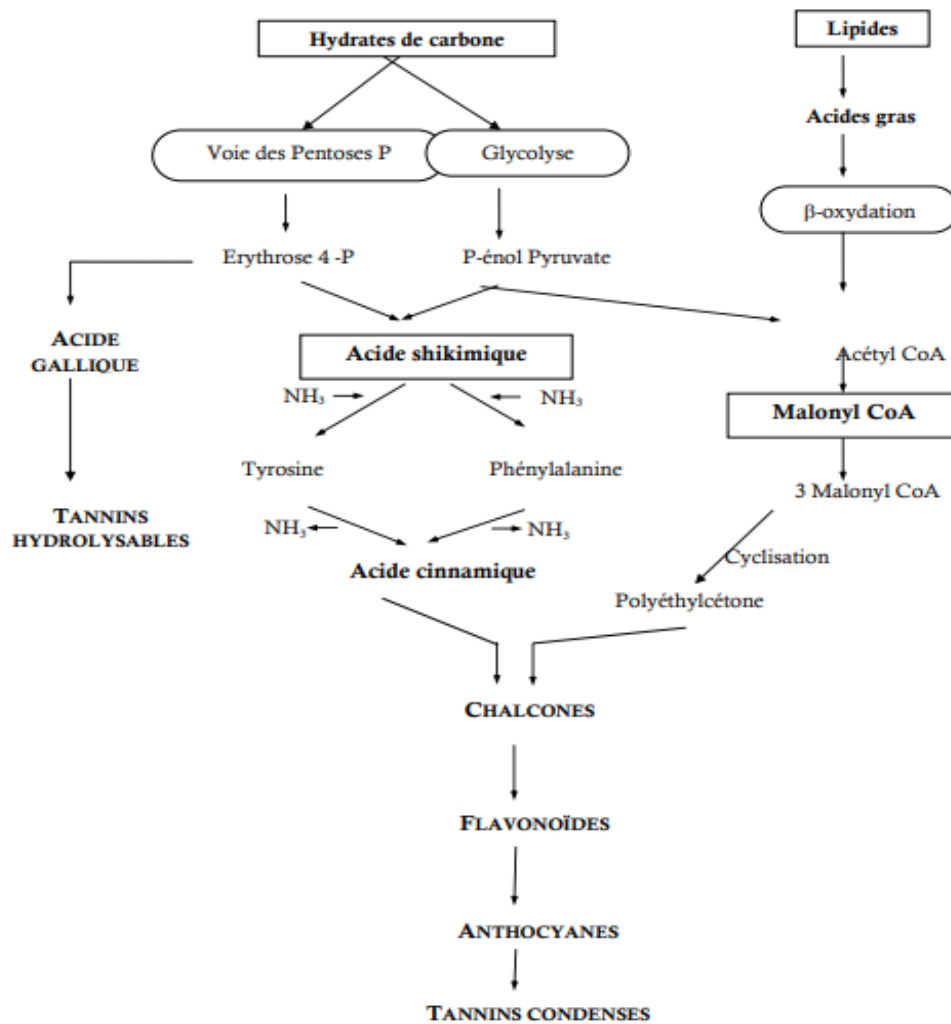 Hydrates de carbone
Lipides
Acides gras
Voie des Pentoses P
Glycolyse
β-oxydation
Erythrose 4 -P
P-énol Pyruvate
ACIDE
GALLIQUE
Acide shikimique
Acétyl CoA
NH₃
NH₃
Malonyl CoA
Tyrosine
Phénylalanine
3 Malonyl CoA
TANNINS
HYDROLYSABLES
NH₃
NH₃
Cyclisation
Acide cinnamique
Polyéthylcétone
CHALCONES
FLAVONOÏDES
ANTHOCYANES
TANNINS CONDENSES